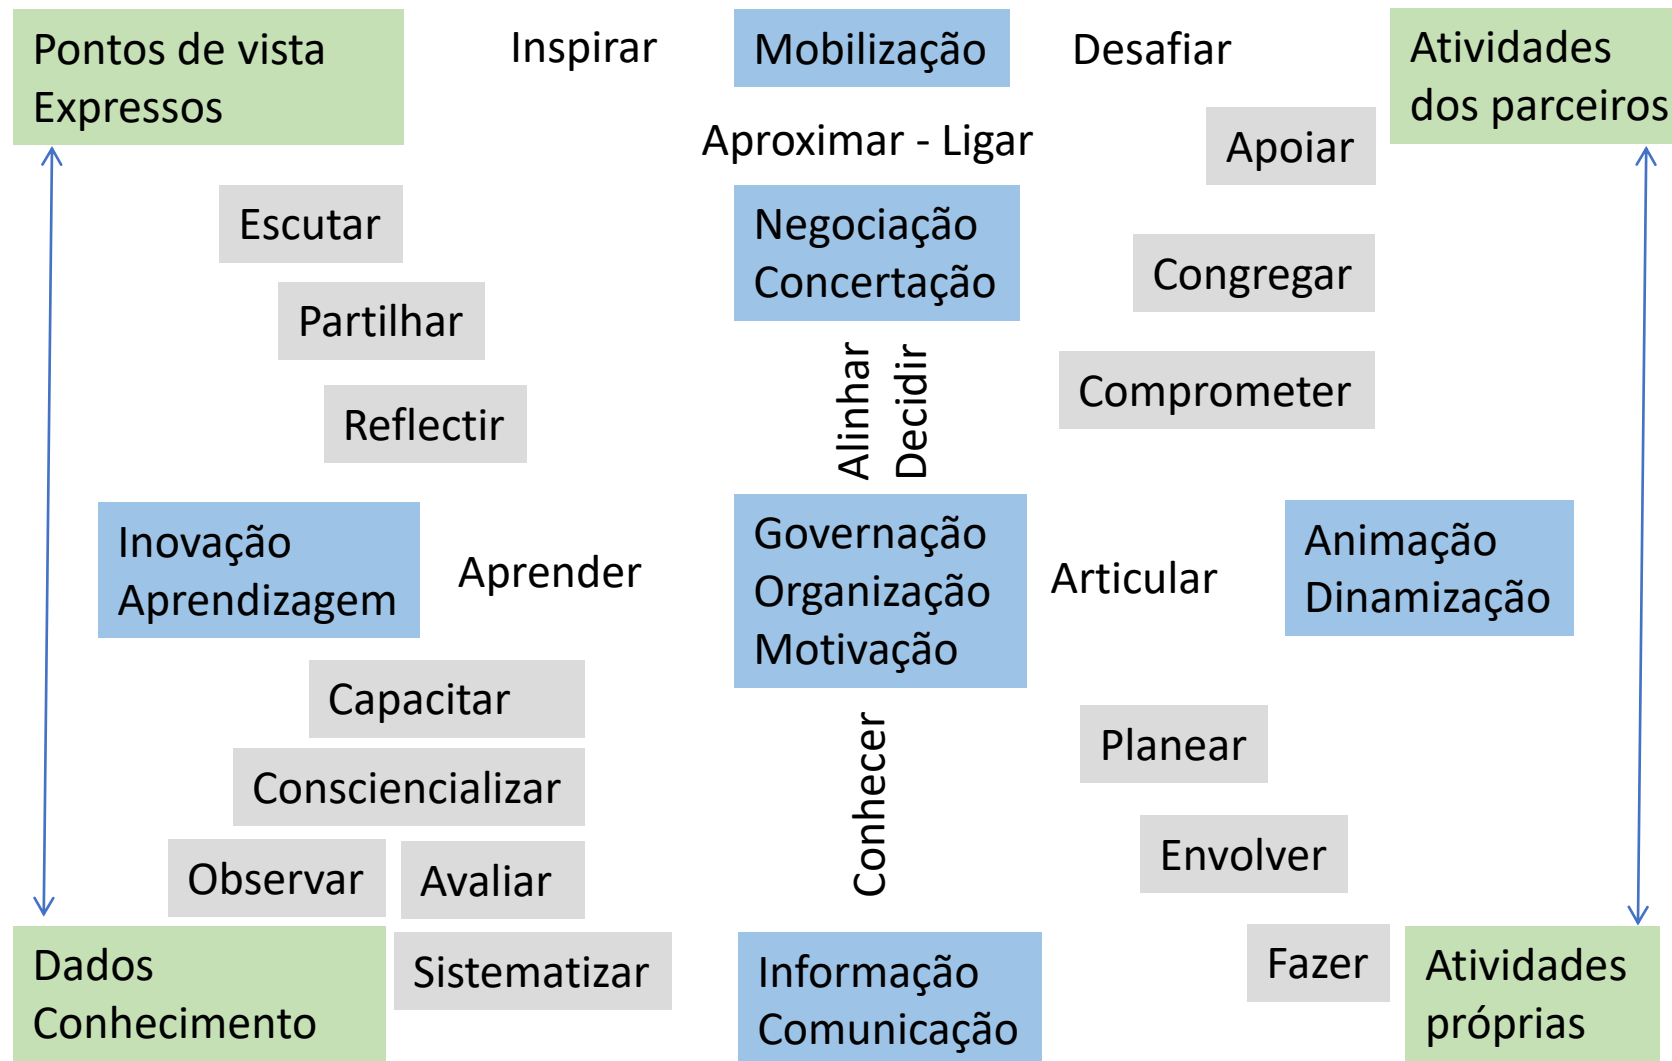 Pontos de vista
Expressos
Inspirar
Mobilização
Desafiar
Atividades
dos parceiros
Aproximar - Ligar
Apoiar
Escutar
Negociação
Concertação
Congregar
Partilhar
Alinhar
Decidir
Comprometer
Reflectir
Inovação
Aprendizagem
Aprender
Governação
Organização
Motivação
Articular
Animação
Dinamização
Capacitar
Conhecer
Planear
Consciencializar
Envolver
Observar
Avaliar
Dados
Conhecimento
Sistematizar
Informação
Comunicação
Fazer
Atividades
próprias